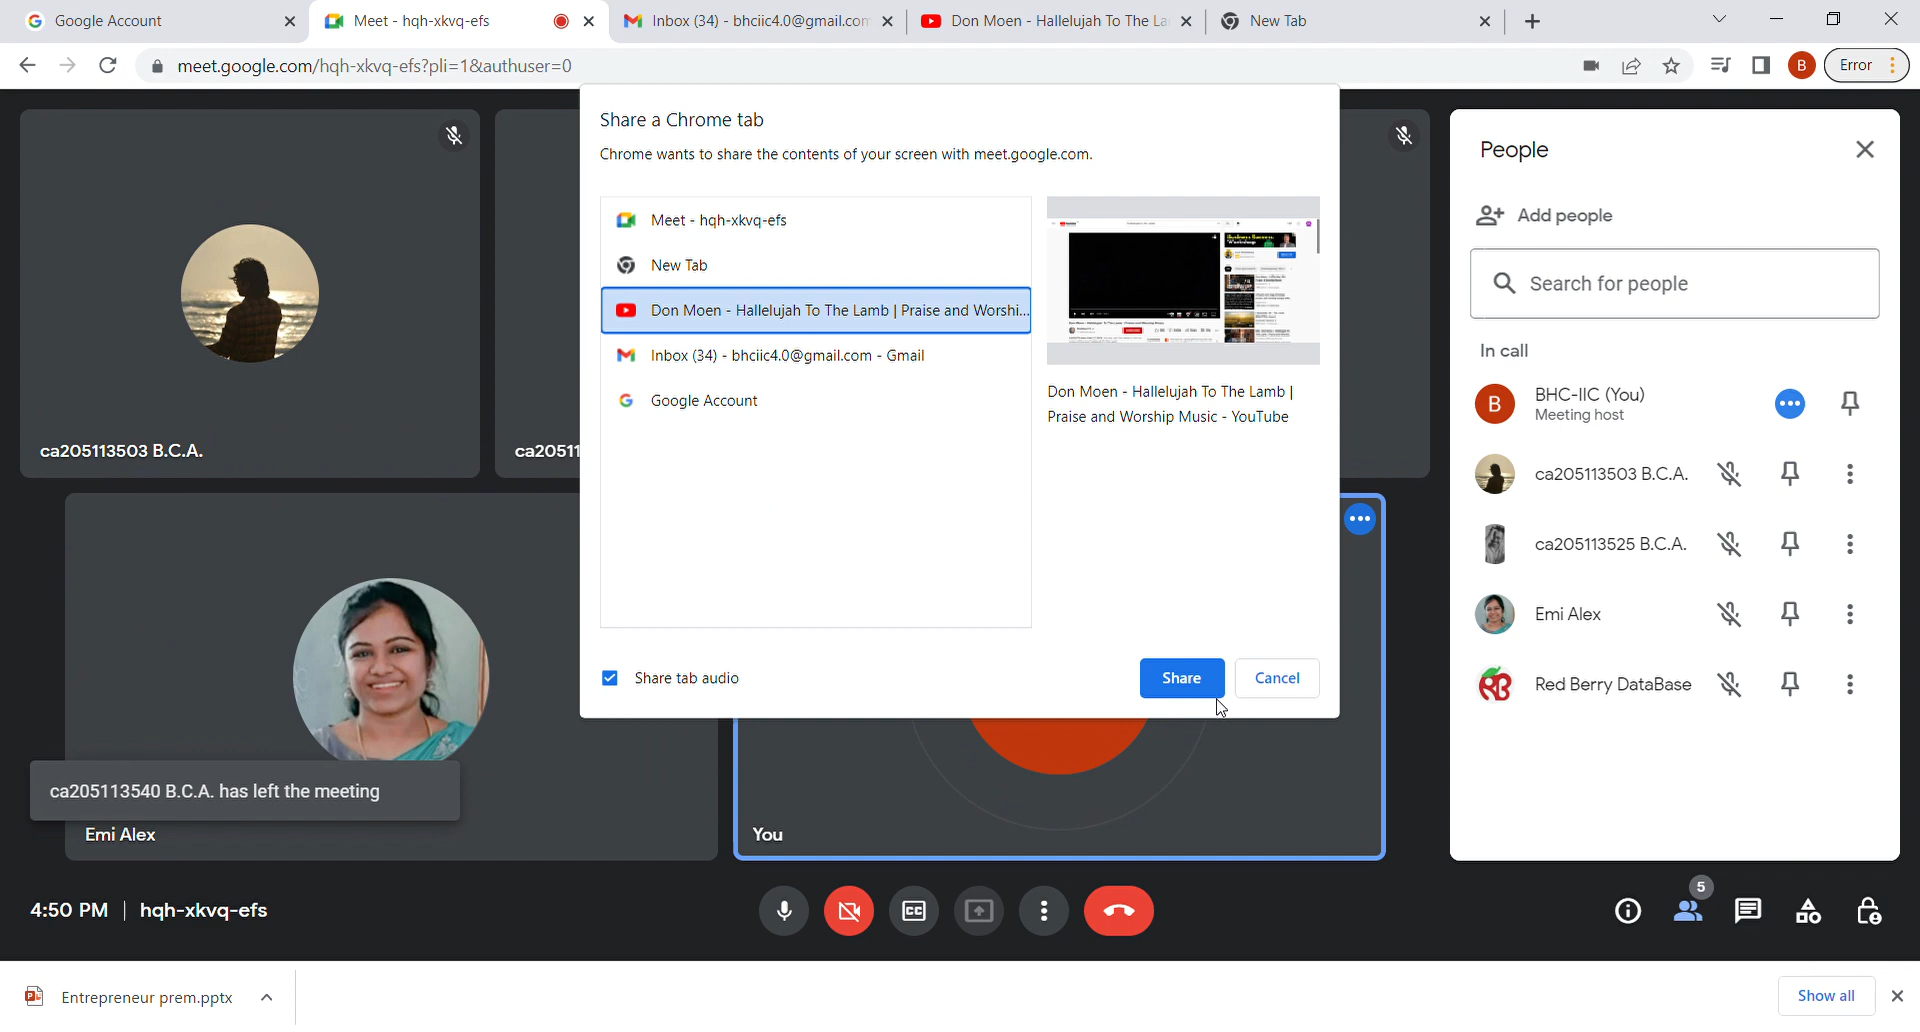 Google Account
Meet - hqh-xkvq-efs
Inbox (34) - bhciic4.0@gmail.com
Don Moen - Hallelujah To The La
New Tab
meet.google.com/hqh-xkvq-efs?pli=1&authuser=0
B
Error
Share a Chrome tab
Chrome wants to share the contents of your screen with meet.google.com.
Meet - hqh-xkvq-efs
New Tab
Don Moen - Hallelujah To The Lamb | Praise and Worshi...
Inbox (34) - bhciic4.0@gmail.com - Gmail
Google Account
Don Moen - Hallelujah To The Lamb |
Praise and Worship Music - YouTube
Share tab audio
Share
Cancel
ca205113503 B.C.A.
ca20511
ca205113540 B.C.A. has left the meeting
Emi Alex
You
People
Add people
Search for people
In call
B
BHC-IIC (You)
Meeting host
ca205113503 B.C.A.
ca205113525 B.C.A.
Emi Alex
RB
Red Berry DataBase
4:50 PM | hqh-xkvq-efs
CC
5
Entrepreneur prem.pptx
Show all